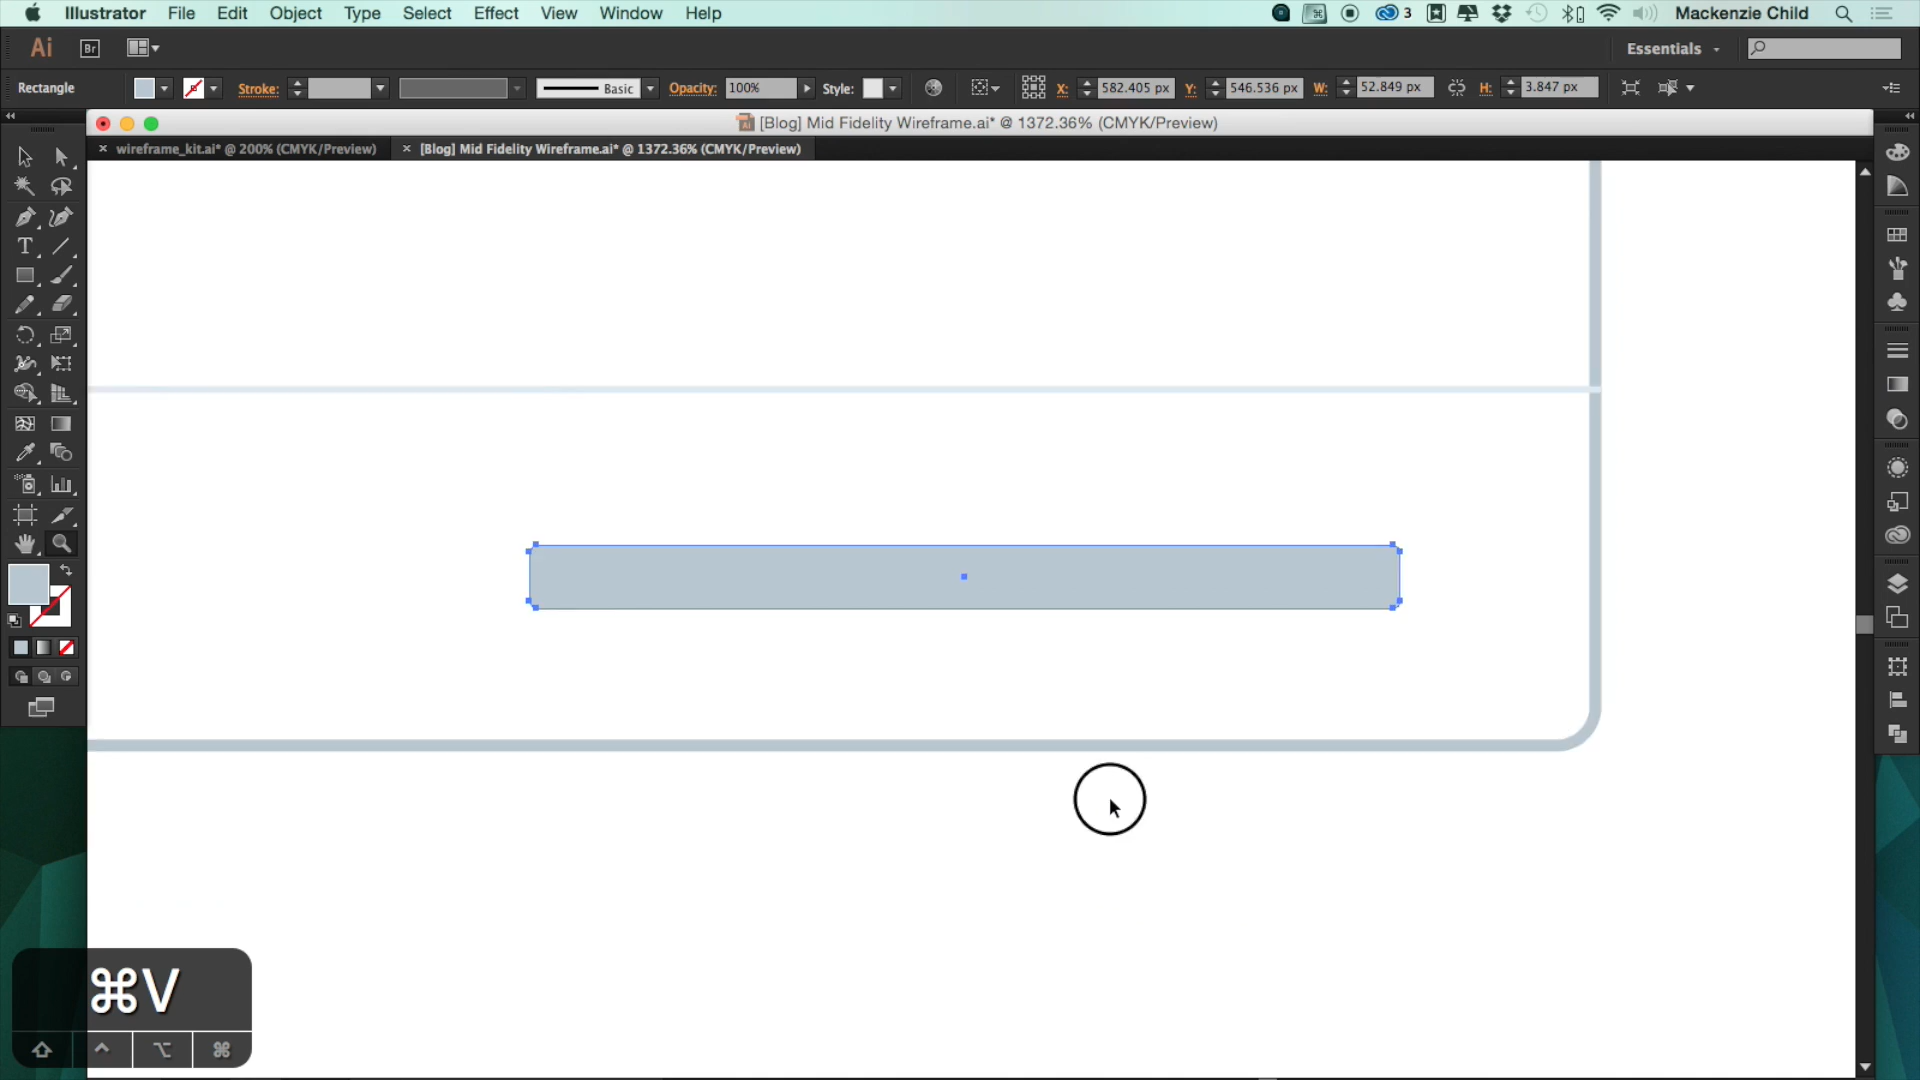 Illustrator File Edit Object Type Select Effect View Window Help 3 Mackenzie Child
Ai Br Essentials
Rectangle Stroke: Basic Opacity: 100% Style: X: 582.405 px Y: 546.536 px W: 52.849 px H: 3.847 px
[Blog] Mid Fidelity Wireframe.ai* @ 1372.36% (CMYK/Preview)
× wireframe_kit.ai* @ 200% (CMYK/Preview) × [Blog] Mid Fidelity Wireframe.ai* @ 1372.36% (CMYK/Preview)
⌘V
⇧ ⌃ ⌥ ⌘